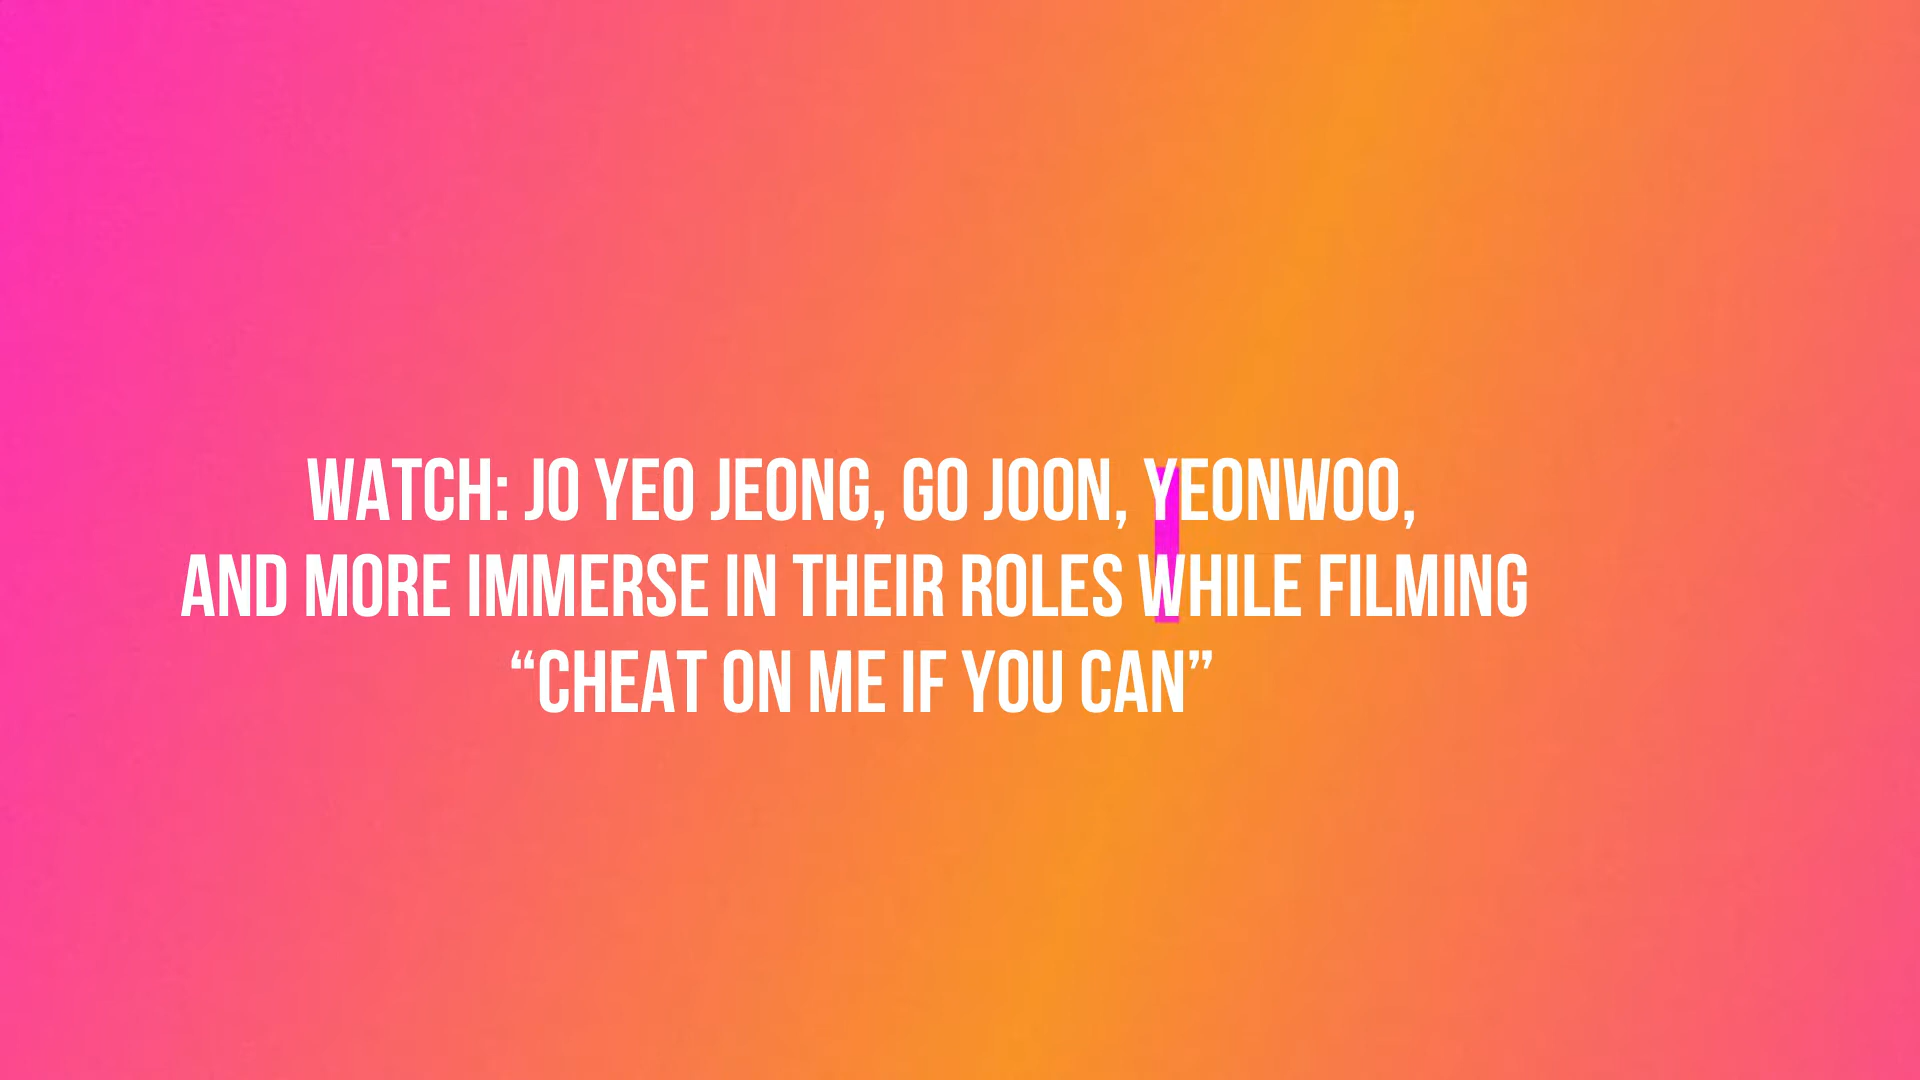 WATCH: JO YEO JEONG, GO JOON, YEONWOO,
AND MORE IMMERSE IN THEIR ROLES WHILE FILMING
“CHEAT ON ME IF YOU CAN”